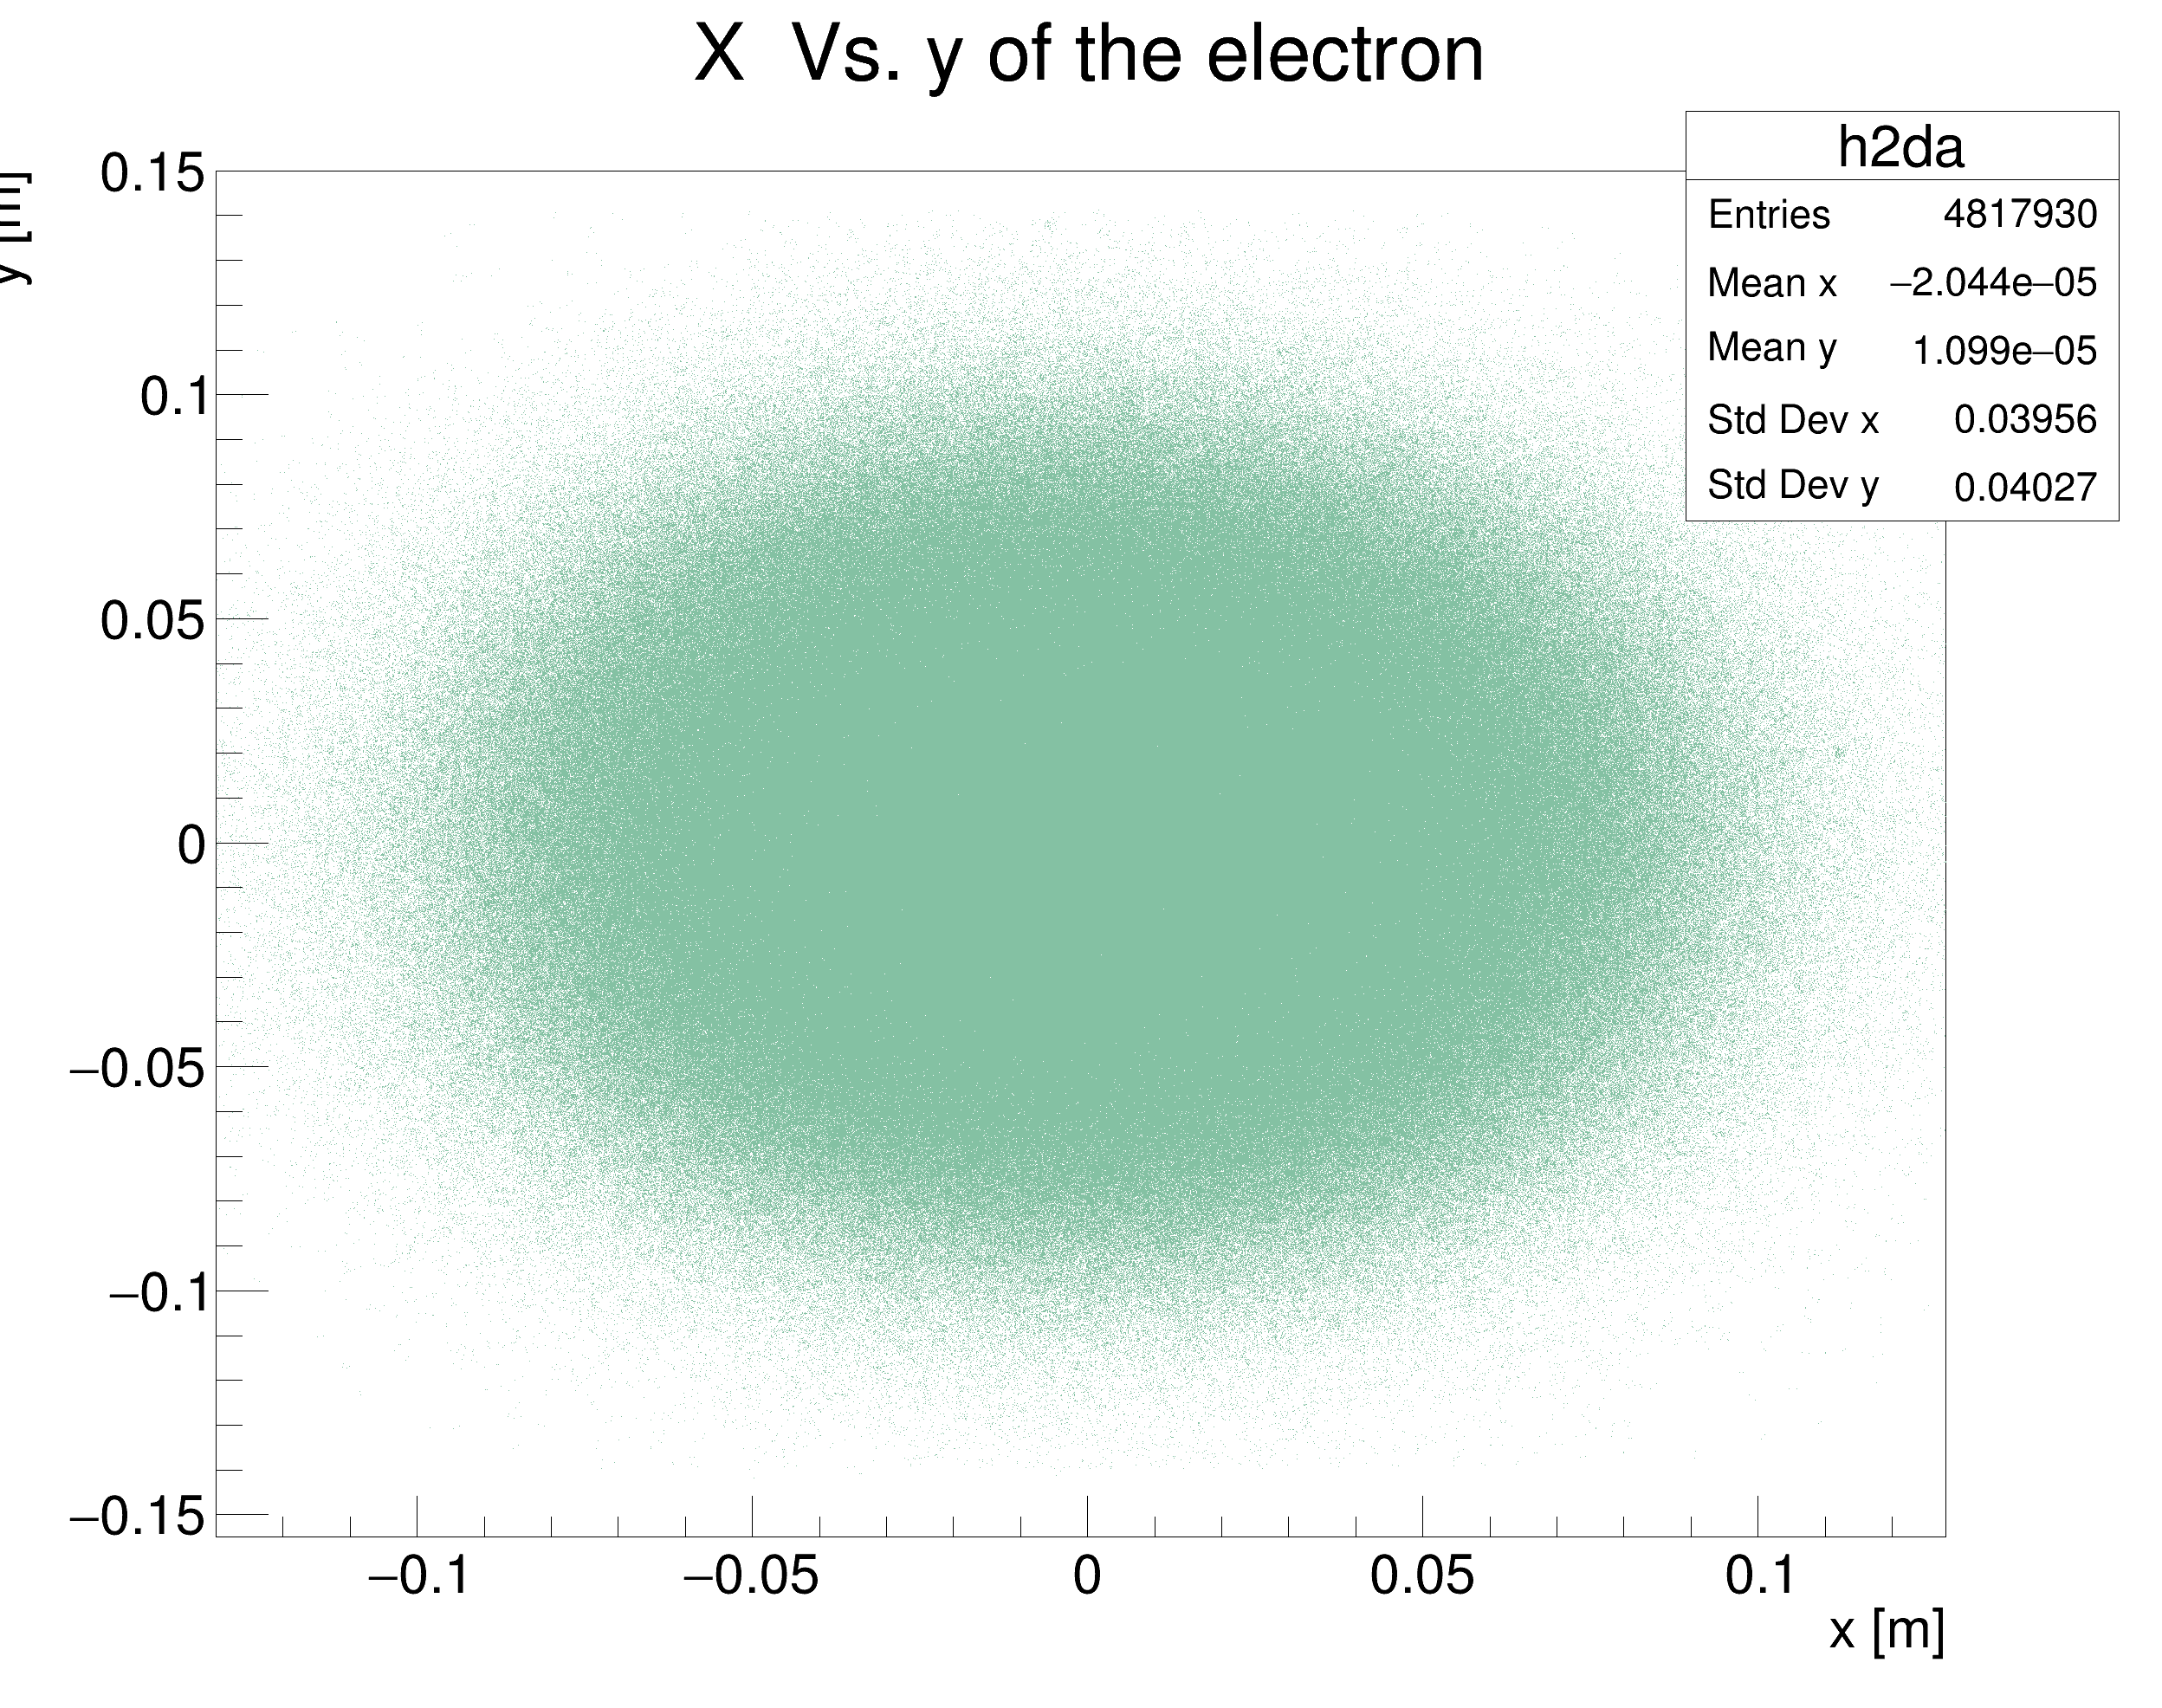 X  Vs. y of the electron
h2da
Entries 4817930
Mean x −2.044e−05
Mean y 1.099e−05
Std Dev x 0.03956
Std Dev y 0.04027
y [m]
0.15
0.1
0.05
0
−0.05
−0.1
−0.15
−0.1 −0.05 0 0.05 0.1
x [m]